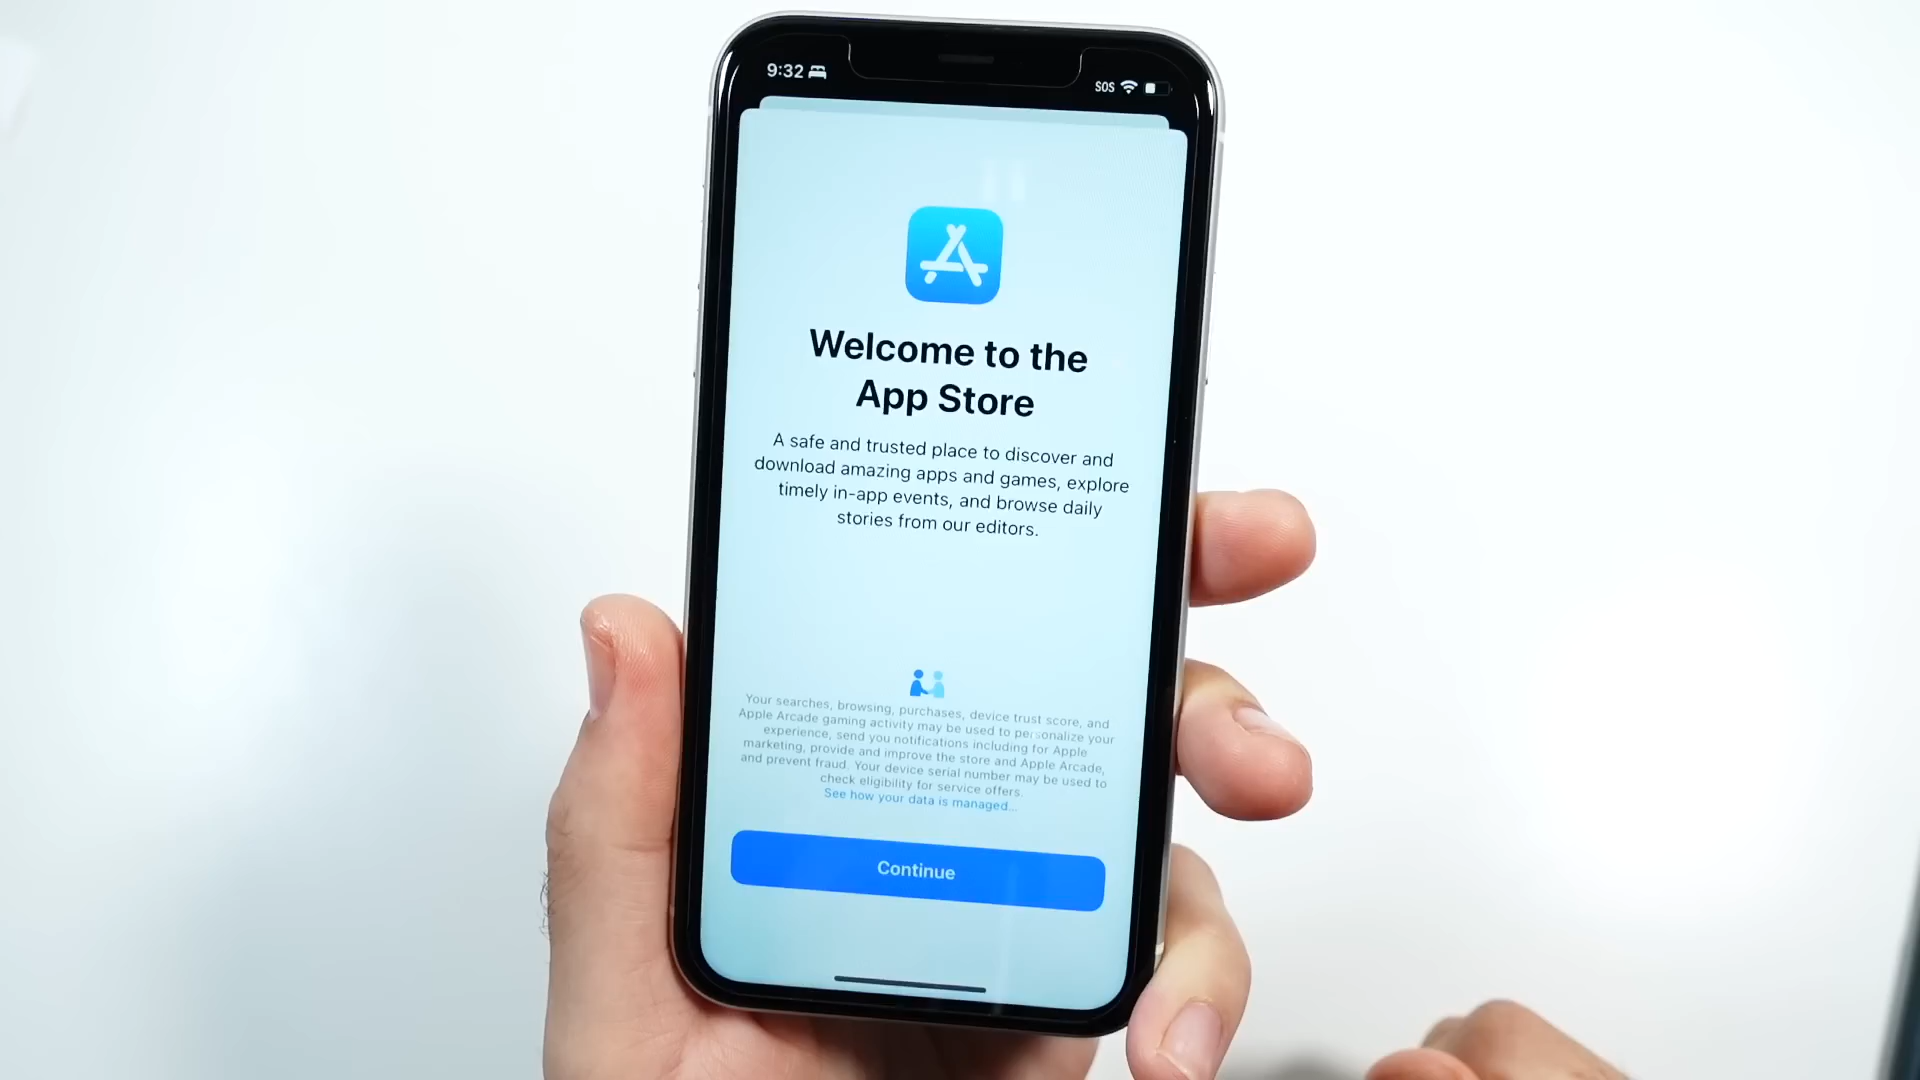 9:32
SOS
Welcome to the
App Store
A safe and trusted place to discover and
download amazing apps and games, explore
timely in-app events, and browse daily
stories from our editors.
Your searches, browsing, purchases, device trust score, and
Apple Arcade gaming activity may be used to personalize your
experience, send you notifications including for Apple
marketing, provide and improve the store and Apple Arcade,
and prevent fraud. Your device serial number may be used to
check eligibility for service offers.
See how your data is managed...
Continue